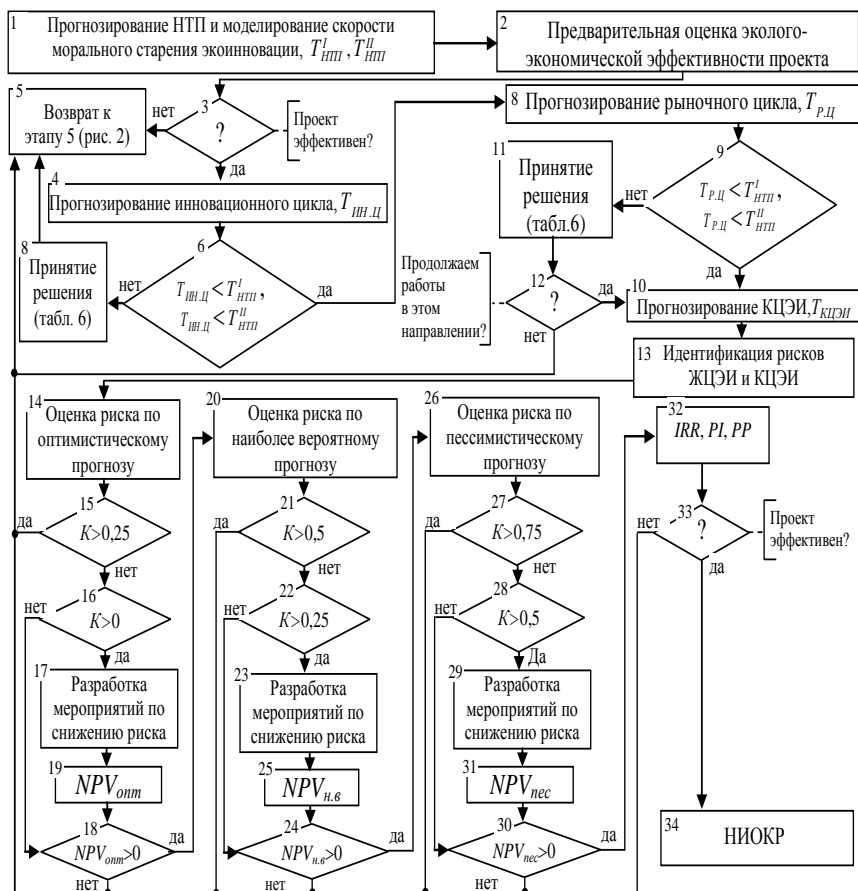 1
Прогнозирование НТП и моделирование скорости
морального старения экоинновации, T^I_НТП, T^II_НТП
2
Предварительная оценка эколого-
экономической эффективности проекта
5
Возврат к
этапу 5 (рис. 2)
нет
3
?
Проект
эффективен?
да
8
Прогнозирование рыночного цикла, T_Р.Ц
4
Прогнозирование инновационного цикла, T_ИН.Ц
11
Принятие
решения
(табл.6)
нет
9
T_Р.Ц < T^I_НТП,
T_Р.Ц < T^II_НТП
да
8
Принятие
решения
(табл. 6)
нет
6
T_ИН.Ц < T^I_НТП,
T_ИН.Ц < T^II_НТП
да
Продолжаем
работы
в этом
направлении?
12
?
да
нет
10
Прогнозирование КЦЭИ, T_КЦЭИ
13
Идентификация рисков
ЖЦЭИ и КЦЭИ
14
Оценка риска по
оптимистическому
прогнозу
20
Оценка риска по
наиболее вероятному
прогнозу
26
Оценка риска по
пессимистическому
прогнозу
32
IRR, PI, PP
15
да
K>0,25
нет
21
да
K>0,5
нет
27
да
K>0,75
нет
33
нет
?
Проект
эффективен?
да
16
нет
K>0
да
22
нет
K>0,25
да
28
нет
K>0,5
Да
17
Разработка
мероприятий по
снижению риска
23
Разработка
мероприятий по
снижению риска
29
Разработка
мероприятий по
снижению риска
19
NPV_опт
25
NPV_н.в
31
NPV_пес
18
NPV_опт>0
да
нет
24
NPV_н.в>0
да
нет
30
NPV_пес>0
да
нет
34
НИОКР